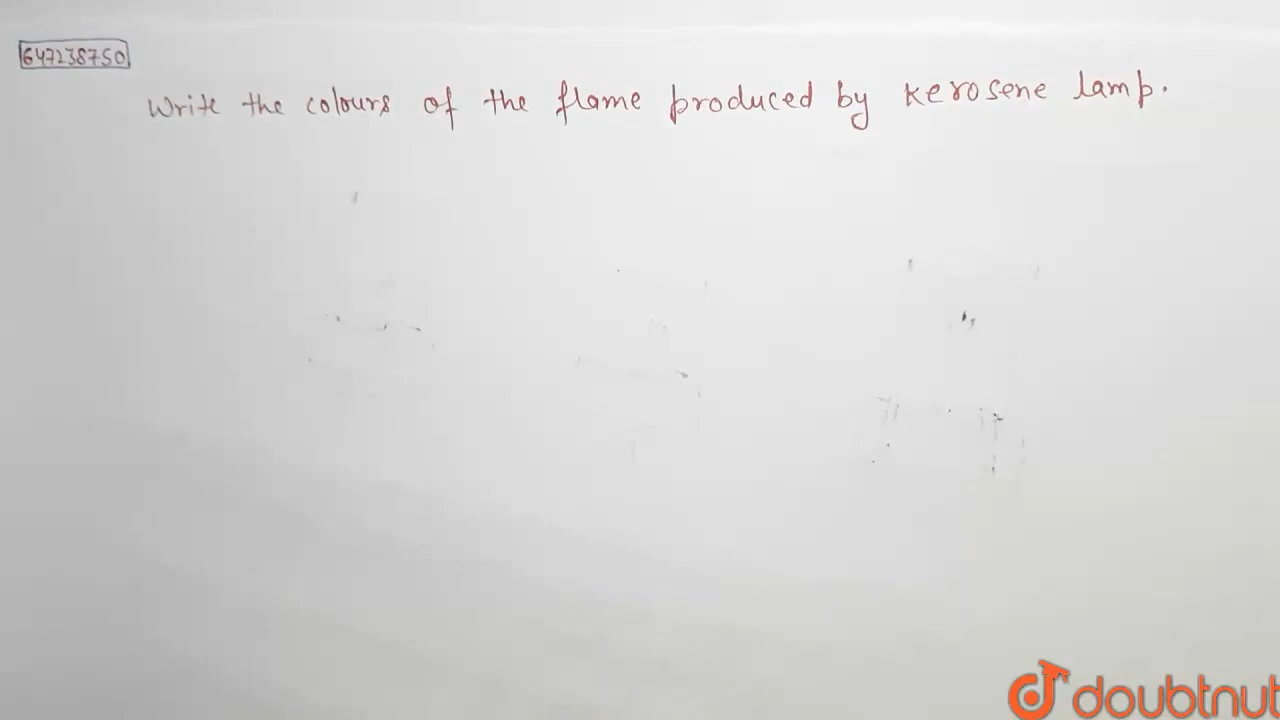 647238750
Write the colours of the flame produced by kerosene lamp.
doubtnut